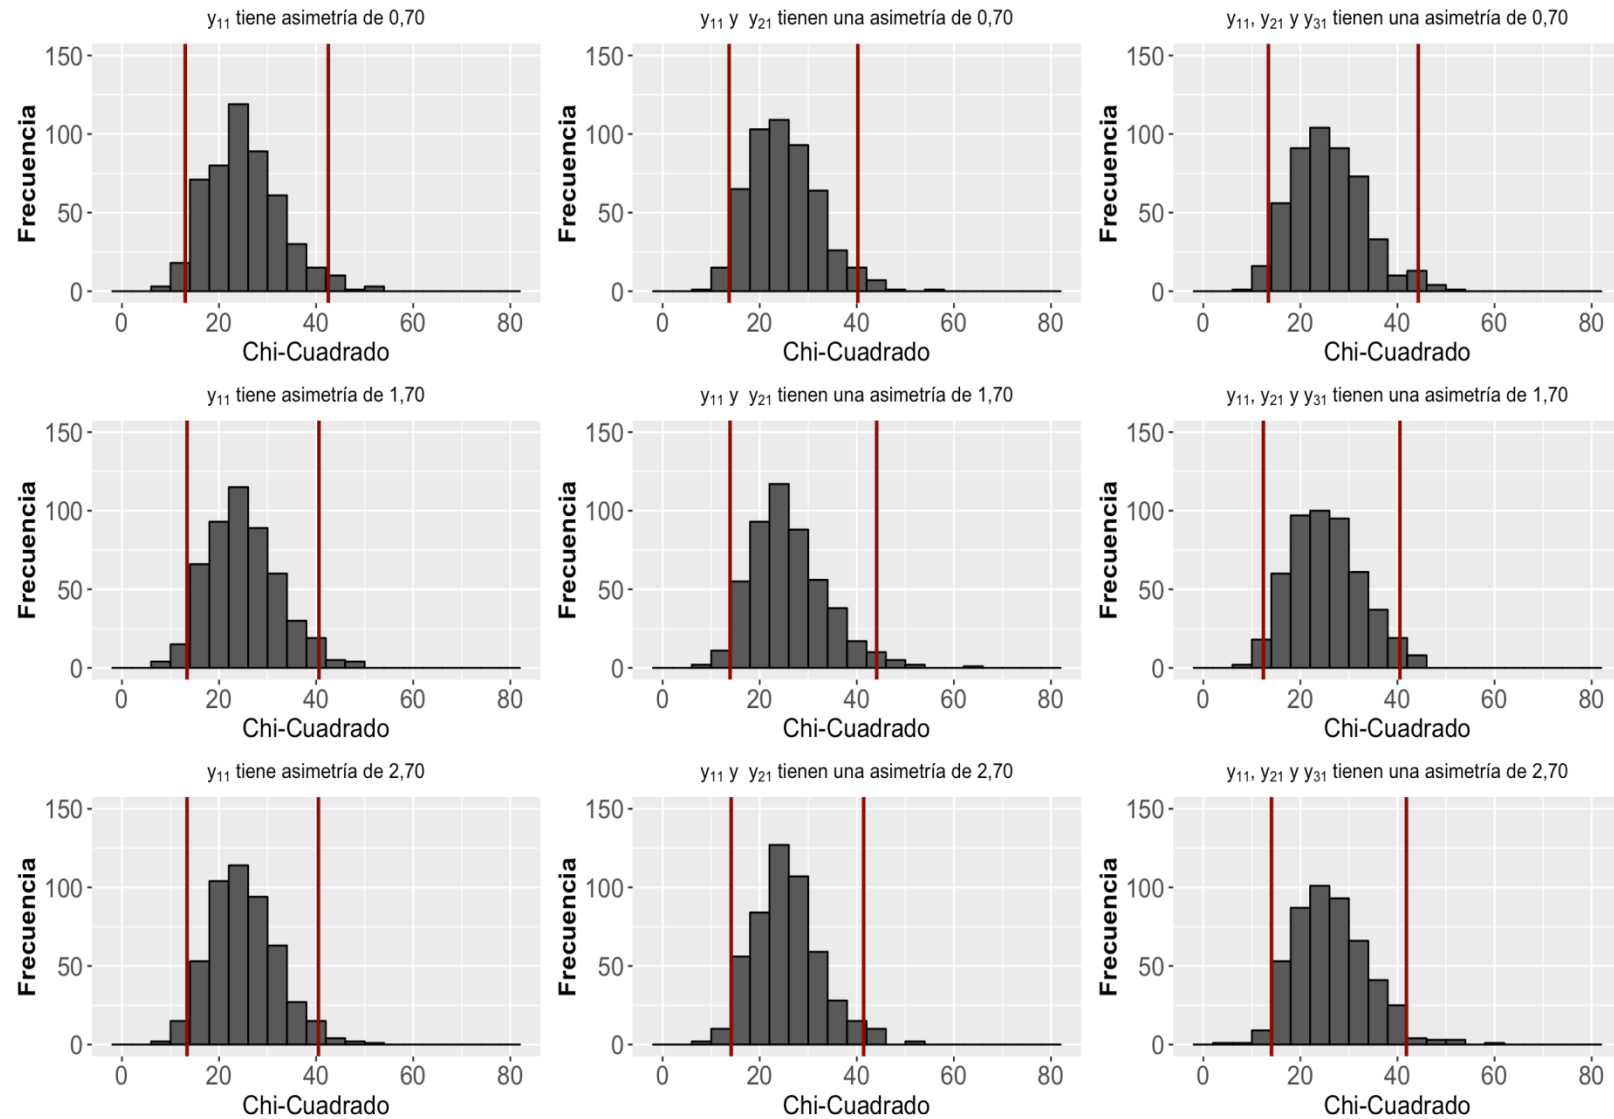 y₁₁ tiene asimetría de 0,70
y₁₁ y y₂₁ tienen una asimetría de 0,70
y₁₁, y₂₁ y y₃₁ tienen una asimetría de 0,70
150
100
50
0
Frecuencia
0 20 40 60 80
Chi-Cuadrado
150
100
50
0
Frecuencia
0 20 40 60 80
Chi-Cuadrado
150
100
50
0
Frecuencia
0 20 40 60 80
Chi-Cuadrado
y₁₁ tiene asimetría de 1,70
y₁₁ y y₂₁ tienen una asimetría de 1,70
y₁₁, y₂₁ y y₃₁ tienen una asimetría de 1,70
150
100
50
0
Frecuencia
0 20 40 60 80
Chi-Cuadrado
150
100
50
0
Frecuencia
0 20 40 60 80
Chi-Cuadrado
150
100
50
0
Frecuencia
0 20 40 60 80
Chi-Cuadrado
y₁₁ tiene asimetría de 2,70
y₁₁ y y₂₁ tienen una asimetría de 2,70
y₁₁, y₂₁ y y₃₁ tienen una asimetría de 2,70
150
100
50
0
Frecuencia
0 20 40 60 80
Chi-Cuadrado
150
100
50
0
Frecuencia
0 20 40 60 80
Chi-Cuadrado
150
100
50
0
Frecuencia
0 20 40 60 80
Chi-Cuadrado